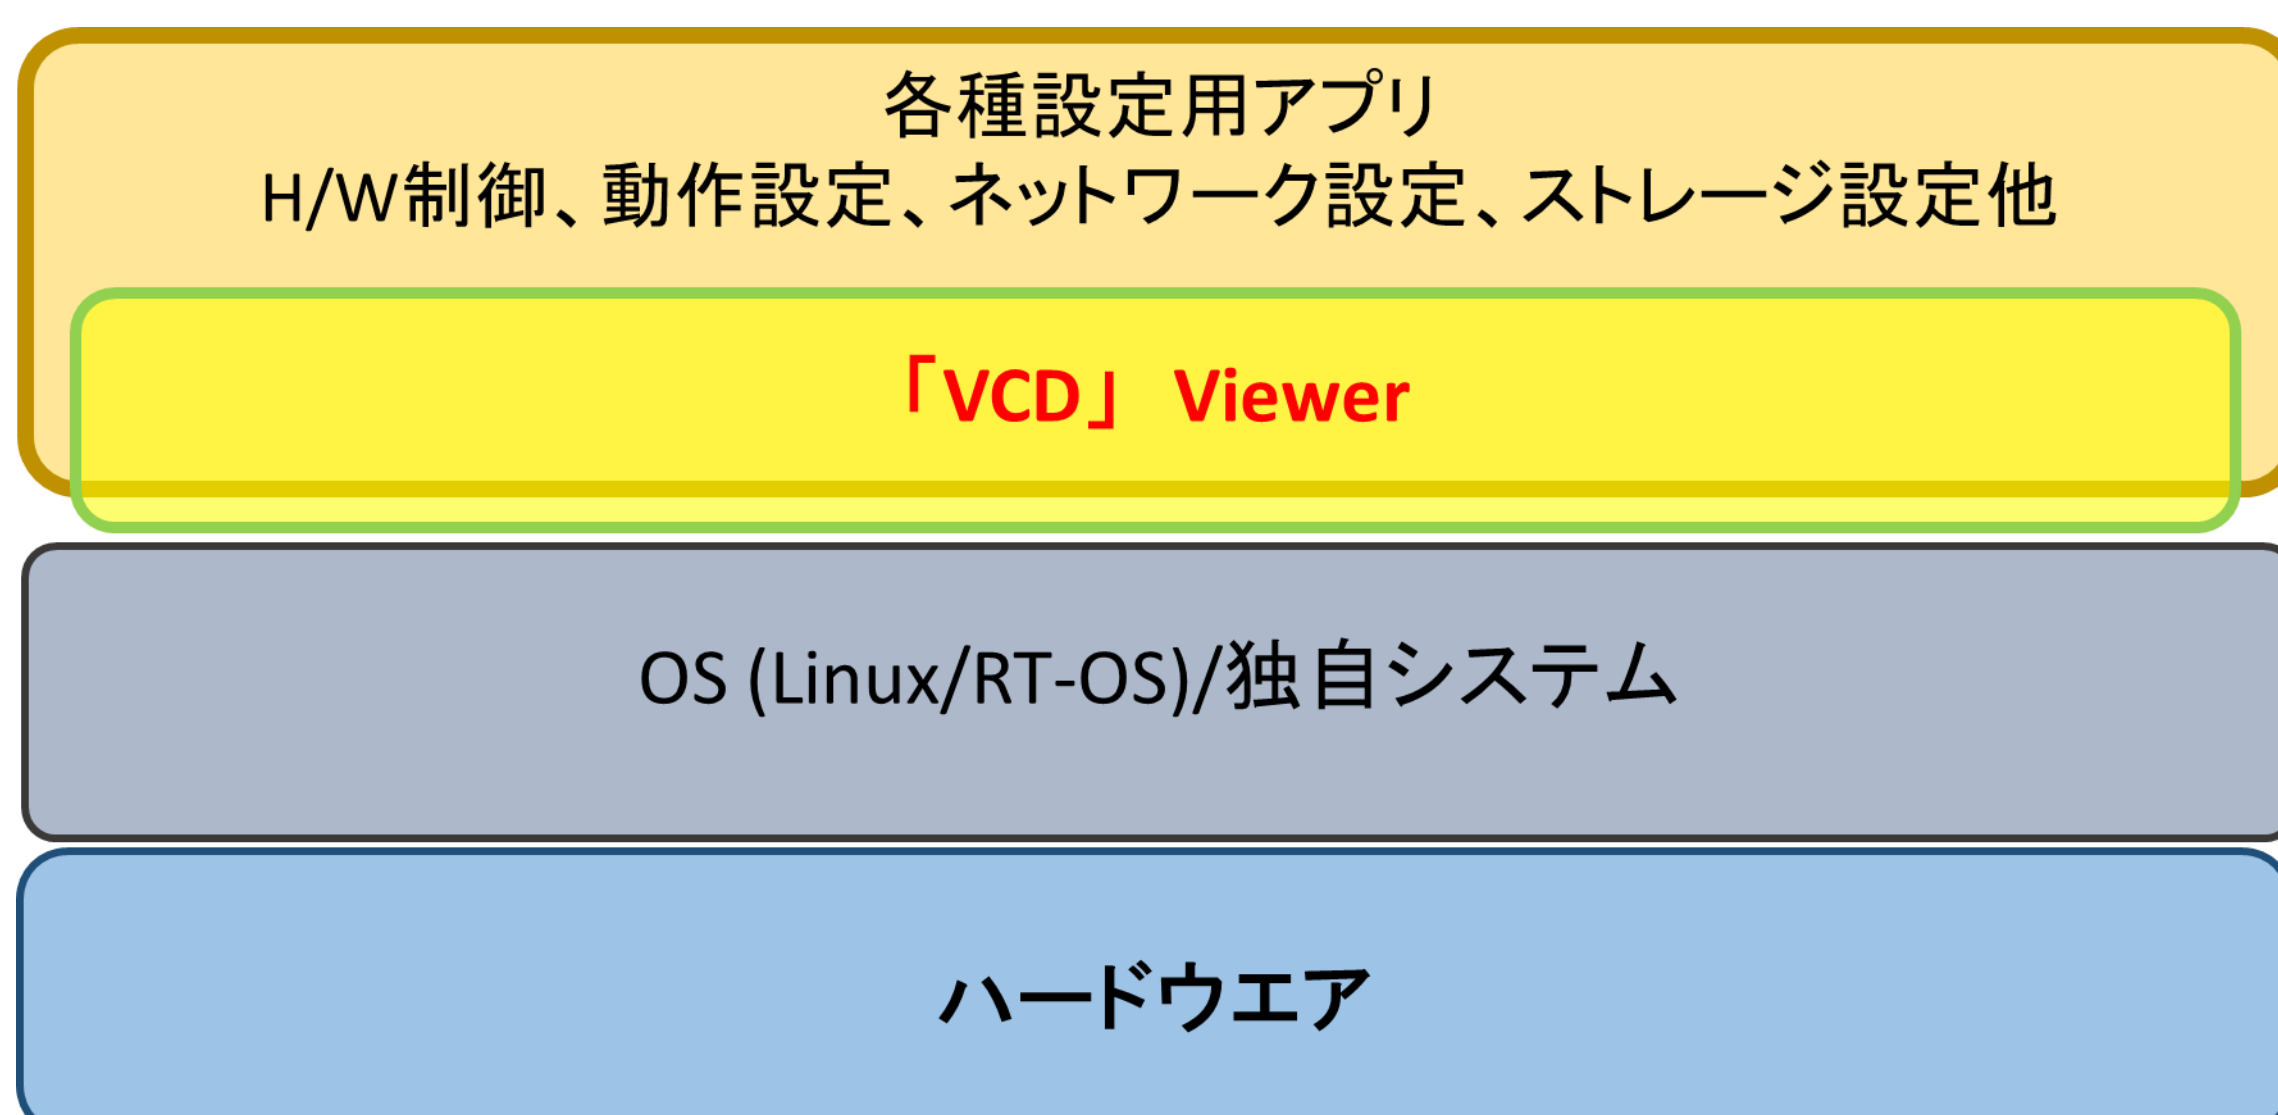 各種設定用アプリ
H/W制御、動作設定、ネットワーク設定、ストレージ設定他
「VCD」 Viewer
OS (Linux/RT-OS)/独自システム
ハードウエア